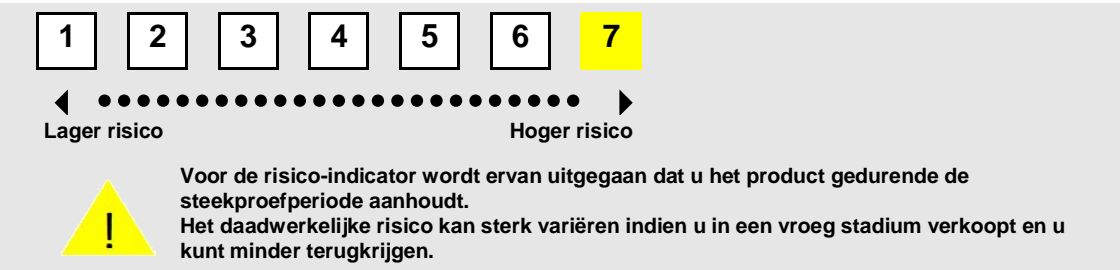 1 2 3 4 5 6 7
Lager risico Hoger risico
!
Voor de risico-indicator wordt ervan uitgegaan dat u het product gedurende de
steekproefperiode aanhoudt.
Het daadwerkelijke risico kan sterk variëren indien u in een vroeg stadium verkoopt en u
kunt minder terugkrijgen.